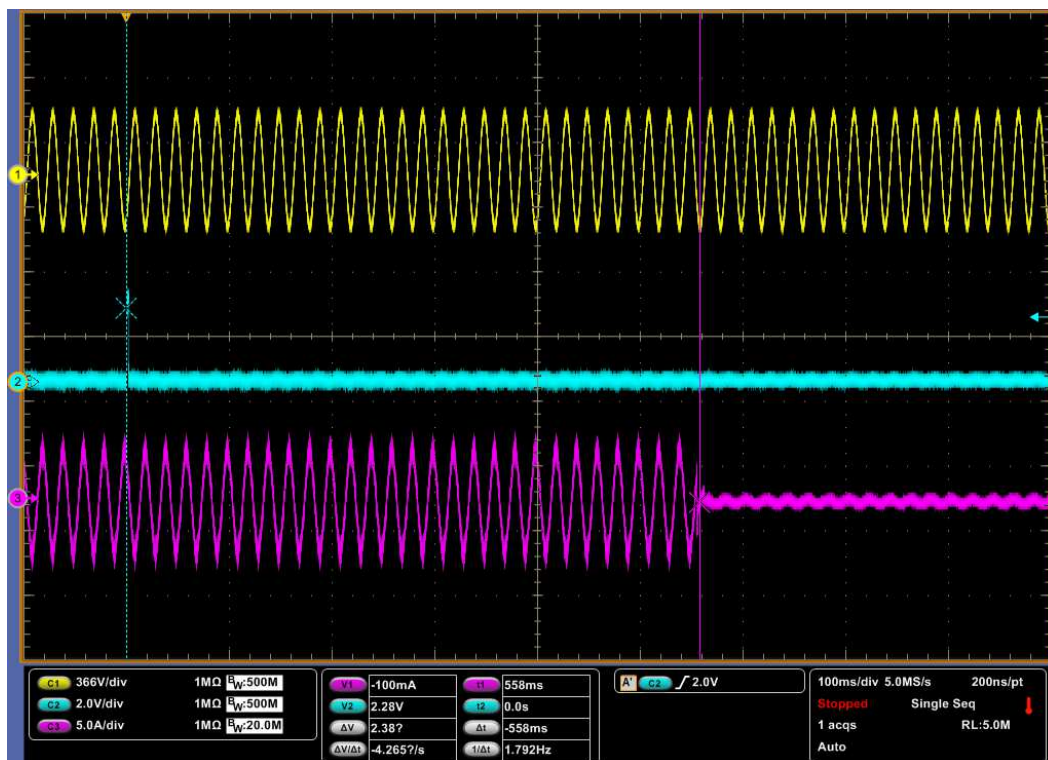 1
2
3
C1 366V/div 1MΩ BW:500M
C2 2.0V/div 1MΩ BW:500M
C3 5.0A/div 1MΩ BW:20.0M
V1 -100mA t1 558ms
V2 2.28V t2 0.0s
ΔV 2.38? Δt -558ms
ΔV/Δt -4.265?/s 1/Δt 1.792Hz
A' C2 2.0V
100ms/div 5.0MS/s 200ns/pt
Stopped Single Seq
1 acqs RL:5.0M
Auto